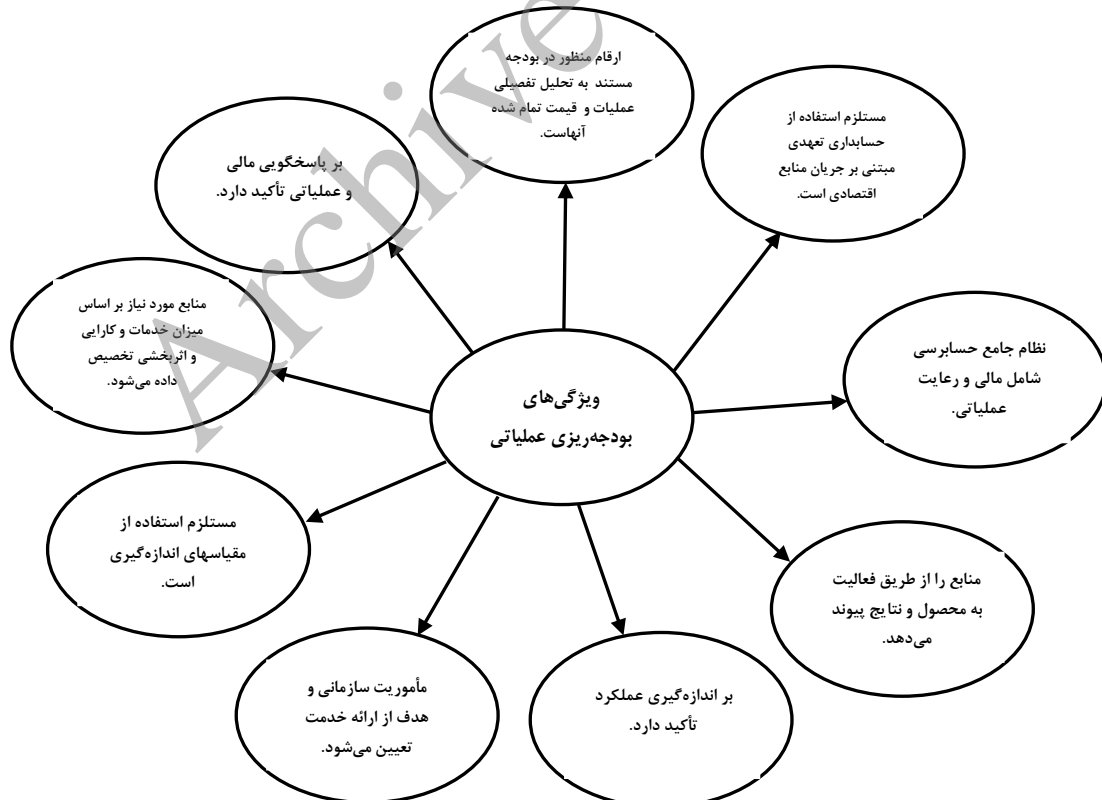 ارقام منظور در بودجه
مستند به تحلیل تفصیلی
عملیات و قیمت تمام شده
آنهاست.
مستلزم استفاده از
حسابداری تعهدی
مبتنی بر جریان منابع
اقتصادی است.
بر پاسخگویی مالی
و عملیاتی تأکید دارد.
منابع مورد نیاز بر اساس
میزان خدمات و کارایی
و اثربخشی تخصیص
داده می‌شود.
نظام جامع حسابرسی
شامل مالی و رعایت
عملیاتی.
ویژگی‌های
بودجه‌ریزی عملیاتی
مستلزم استفاده از
مقیاسهای اندازه‌گیری
است.
منابع را از طریق فعالیت
به محصول و نتایج پیوند
می‌دهد.
مأموریت سازمانی و
هدف از ارائه خدمت
تعیین می‌شود.
بر اندازه‌گیری عملکرد
تأکید دارد.
Archive